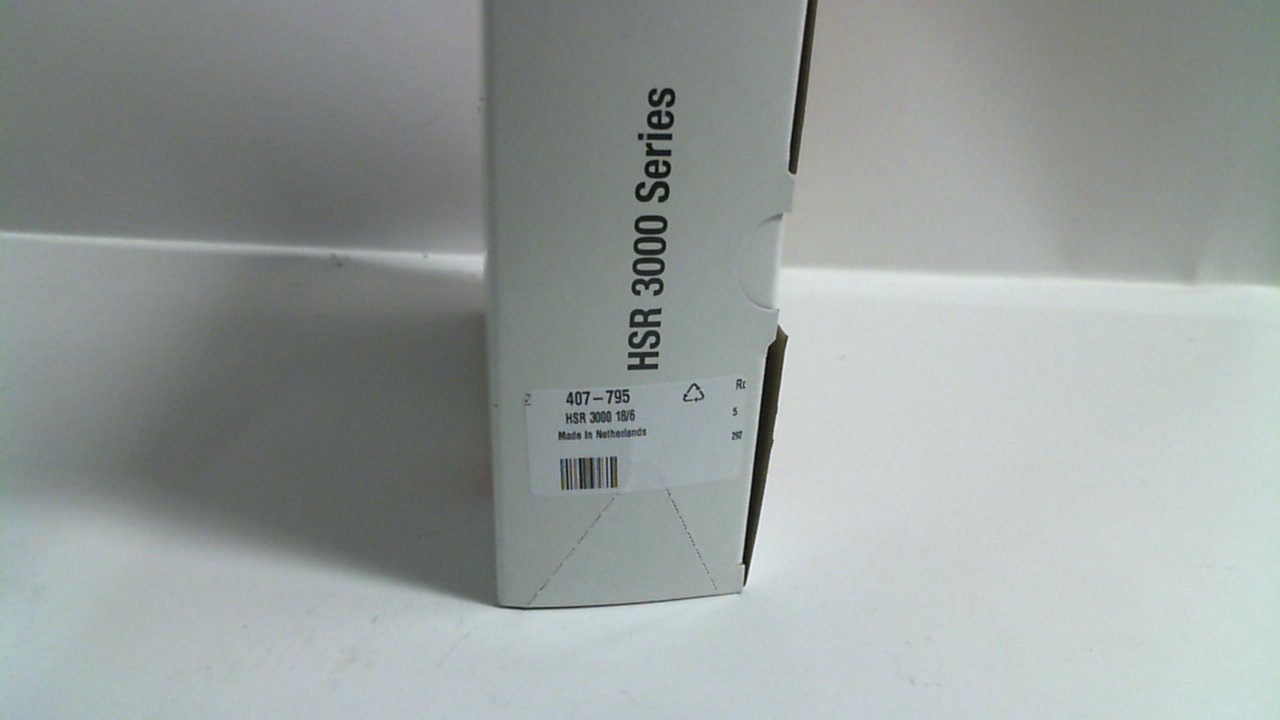 HSR 3000 Series
407-795
HSR 3000 18/6
Made in Netherlands
5